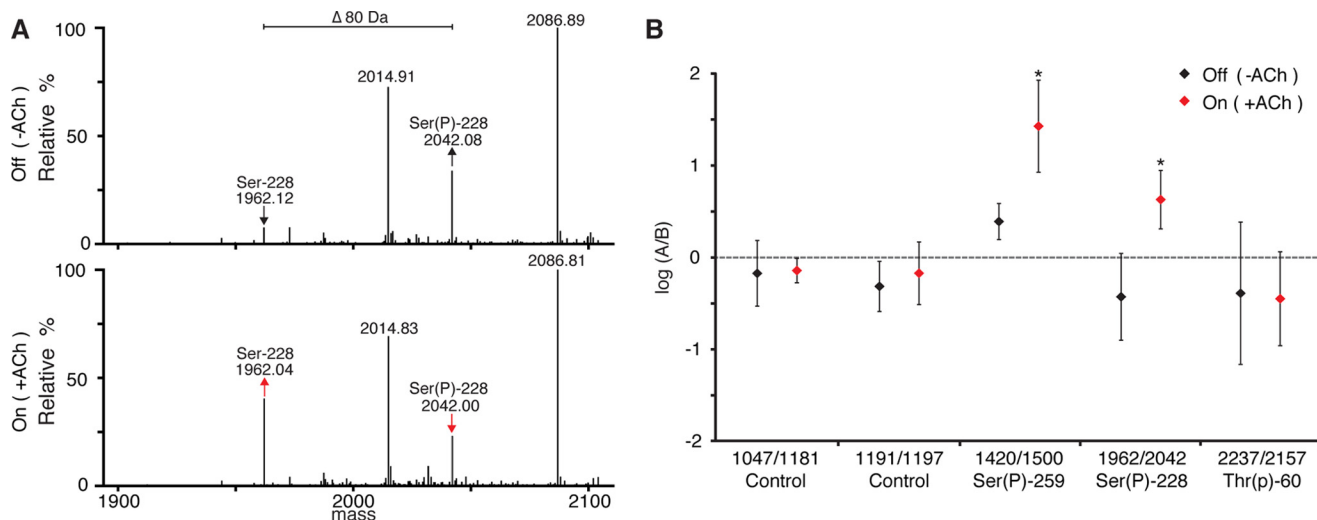 A
Δ 80 Da
Off ( -ACh )
Relative %
100
50
0
2086.89
2014.91
Ser(P)-228
2042.08
Ser-228
1962.12
On ( +ACh )
Relative %
100
50
0
2086.81
2014.83
Ser-228
1962.04
Ser(P)-228
2042.00
1900
2000
2100
mass
B
Off ( -ACh )
On ( +ACh )
log (A/B)
2
1
0
-1
-2
*
*
1047/1181
Control
1191/1197
Control
1420/1500
Ser(P)-259
1962/2042
Ser(P)-228
2237/2157
Thr(p)-60